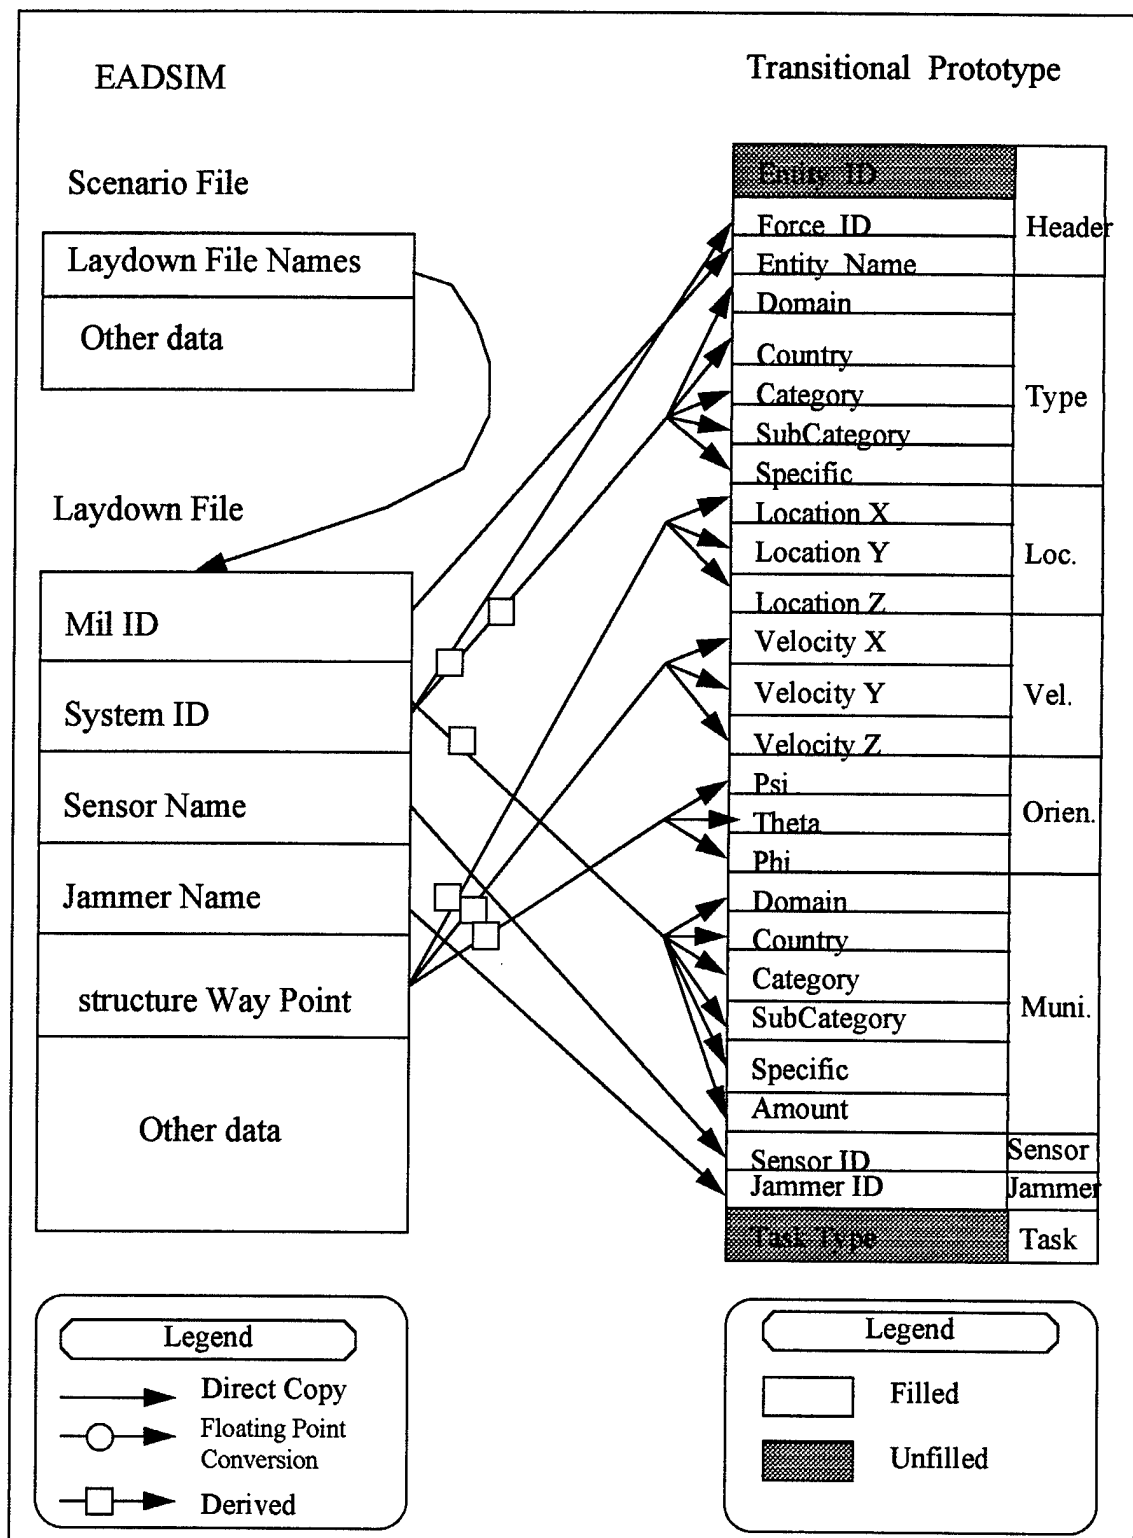 EADSIM
Transitional Prototype
Scenario File
Laydown File Names
Other data
Laydown File
Mil ID
System ID
Sensor Name
Jammer Name
structure Way Point
Other data
Entity ID
Force ID
Entity Name
Header
Domain
Country
Category
SubCategory
Specific
Type
Location X
Location Y
Location Z
Loc.
Velocity X
Velocity Y
Velocity Z
Vel.
Psi
Theta
Phi
Orien.
Domain
Country
Category
SubCategory
Specific
Amount
Muni.
Sensor ID
Sensor
Jammer ID
Jammer
Task Type
Task
Legend
Direct Copy
Floating Point
Conversion
Derived
Legend
Filled
Unfilled